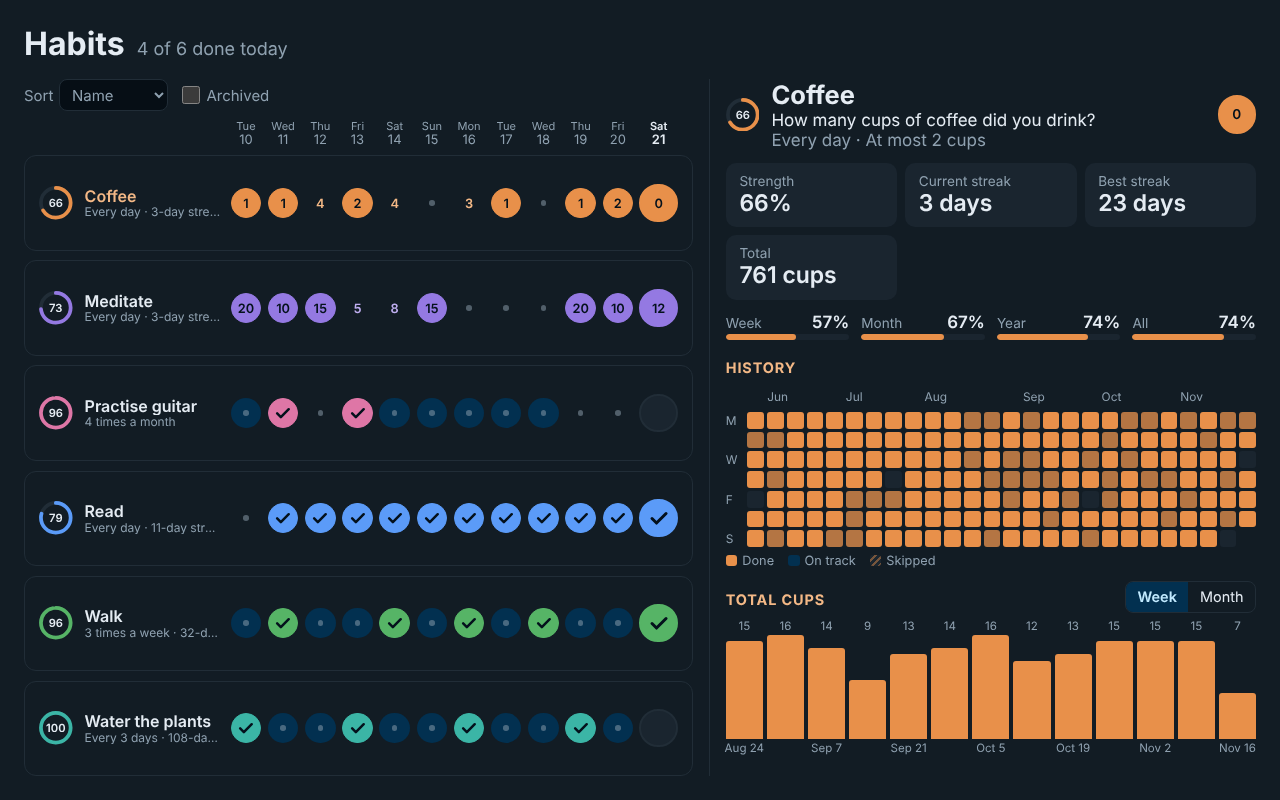 Habits 4 of 6 done today
Sort Name Archived
Tue Wed Thu Fri Sat Sun Mon Tue Wed Thu Fri Sat
10 11 12 13 14 15 16 17 18 19 20 21
66 Coffee 1 1 4 2 4 3 1 1 2 0
Every day · 3-day stre...
73 Meditate 20 10 15 5 8 15 20 10 12
Every day · 3-day stre...
96 Practise guitar
4 times a month
79 Read
Every day · 11-day str...
96 Walk
3 times a week · 32-d...
100 Water the plants
Every 3 days · 108-da...
66 Coffee 0
How many cups of coffee did you drink?
Every day · At most 2 cups
Strength Current streak Best streak
66% 3 days 23 days
Total
761 cups
Week 57% Month 67% Year 74% All 74%
HISTORY
Jun Jul Aug Sep Oct Nov
M
W
F
S
Done On track Skipped
TOTAL CUPS Week Month
15 16 14 9 13 14 16 12 13 15 15 15 7
Aug 24 Sep 7 Sep 21 Oct 5 Oct 19 Nov 2 Nov 16